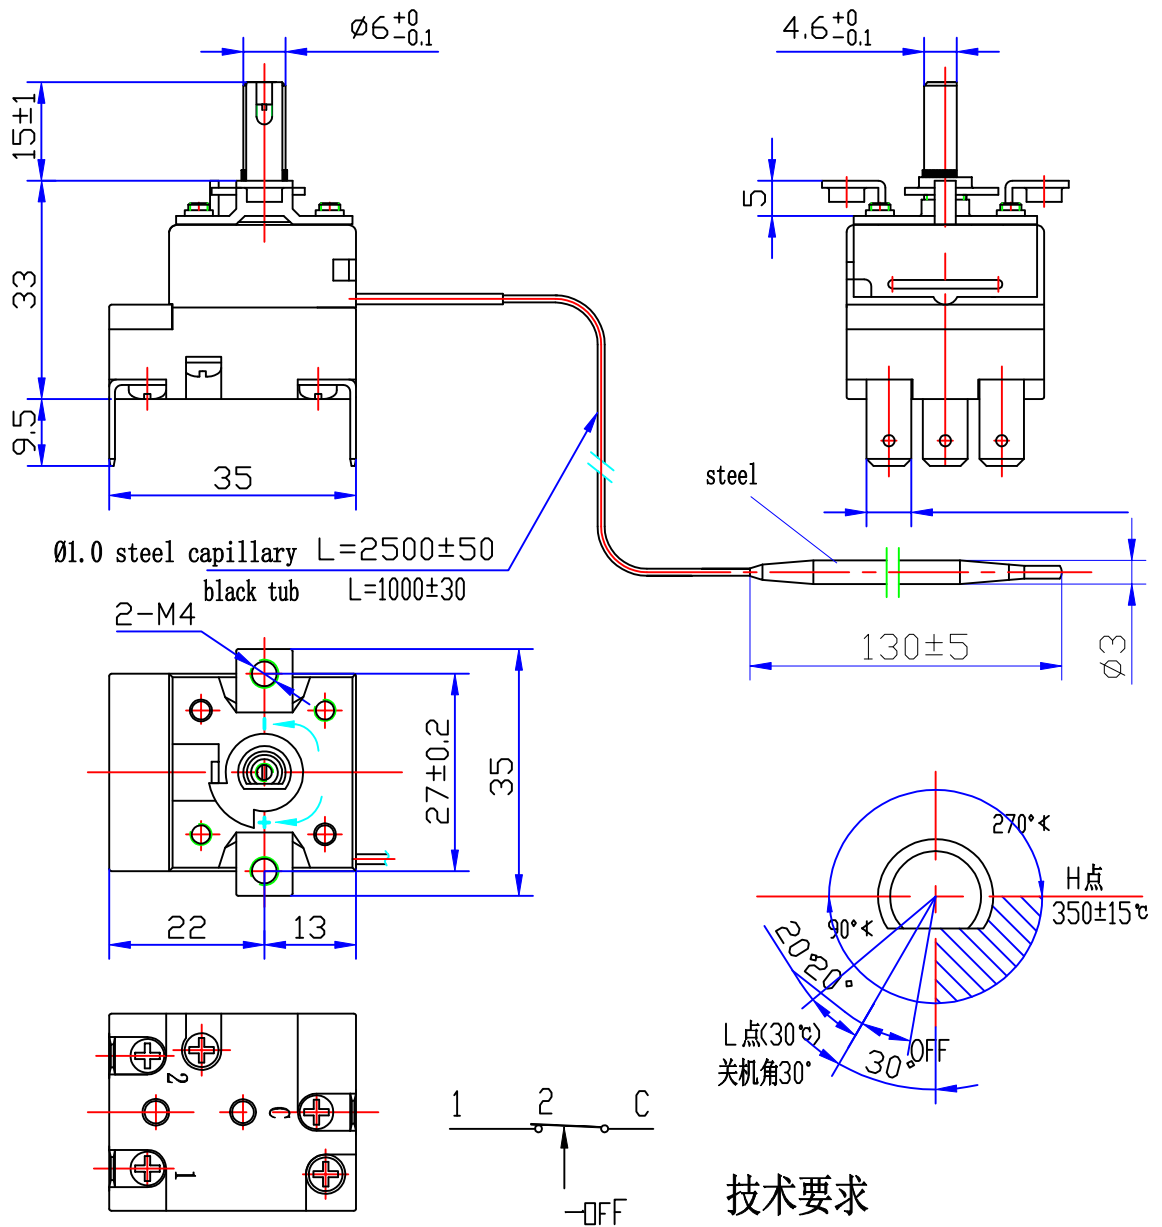 Ø6 +0 -0.1
4.6 +0 -0.1
15±1
33
9.5
35
5
steel
Ø1.0 steel capillary L=2500±50
black tub L=1000±30
2-M4
130±5
Ø3
27±0.2
35
22
13
270°∢
H点
350±15℃
90°∢
20°
20°
L点(30℃)
关机角30°
30°
OFF
2
C
1
1 2 C
OFF
技术要求